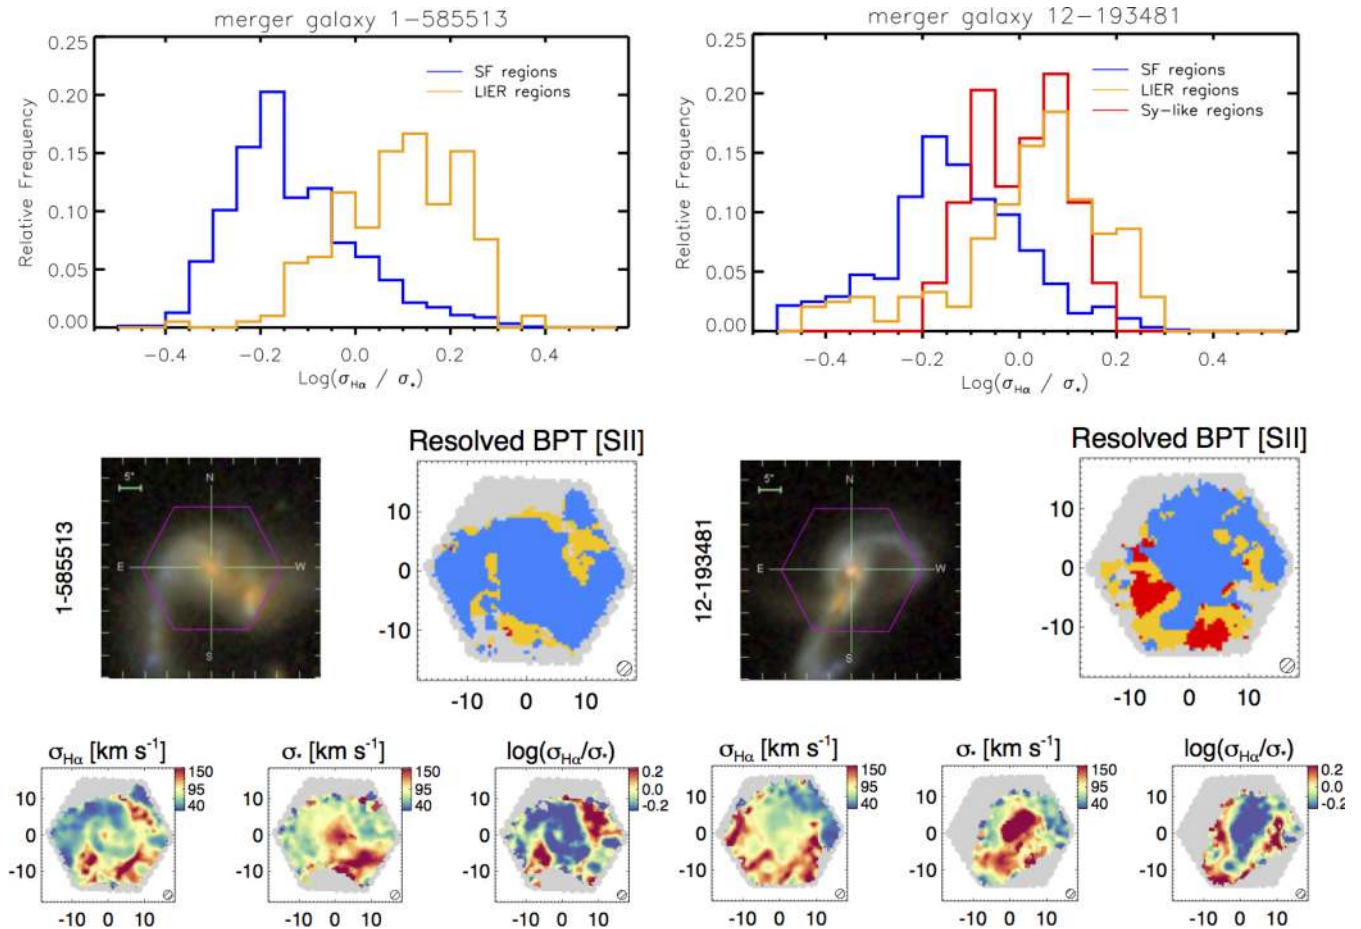 merger galaxy 1-585513
0.25
0.20
0.15
0.10
0.05
0.00
Relative Frequency
SF regions
LIER regions
-0.4 -0.2 0.0 0.2 0.4
Log(σHα / σ*)
merger galaxy 12-193481
0.25
0.20
0.15
0.10
0.05
0.00
Relative Frequency
SF regions
LIER regions
Sy-like regions
-0.4 -0.2 0.0 0.2 0.4
Log(σHα / σ*)
1-585513
5"
N
E W
S
Resolved BPT [SII]
10
0
-10
-10 0 10
12-193481
5"
N
E W
S
Resolved BPT [SII]
10
0
-10
-10 0 10
σHα [km s⁻¹]
150
95
40
10
0
-10
-10 0 10
σ* [km s⁻¹]
150
95
40
10
0
-10
-10 0 10
log(σHα/σ*)
0.2
0.0
-0.2
10
0
-10
-10 0 10
σHα [km s⁻¹]
150
95
40
10
0
-10
-10 0 10
σ* [km s⁻¹]
150
95
40
10
0
-10
-10 0 10
log(σHα/σ*)
0.2
0.0
-0.2
10
0
-10
-10 0 10